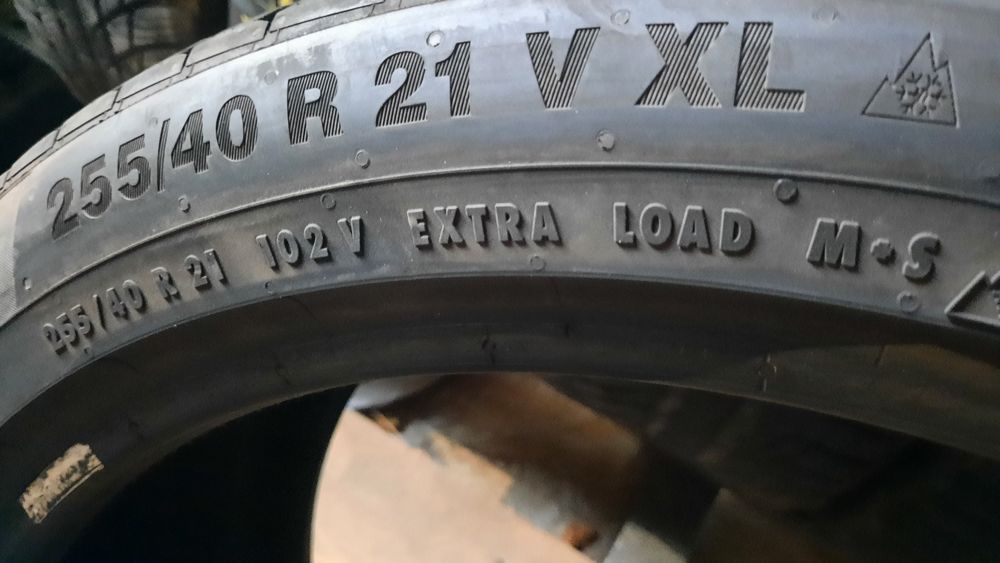 255/40 R 21 V XL
255/40 R 21 102 V EXTRA LOAD M•S